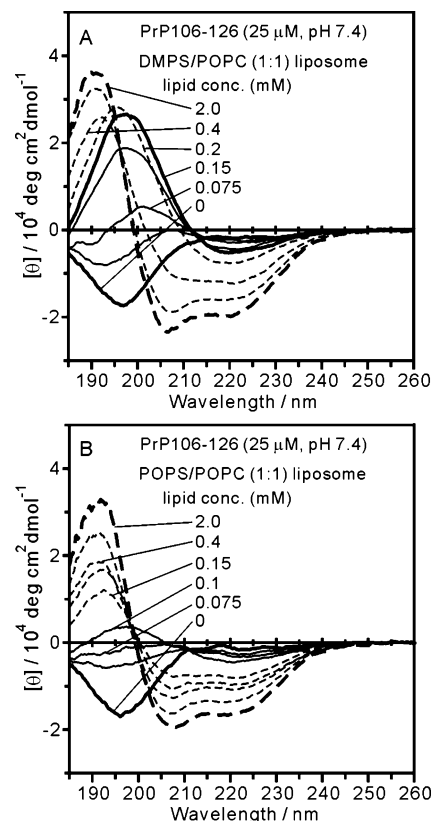 A
PrP106-126 (25 μM, pH 7.4)
DMPS/POPC (1:1) liposome
lipid conc. (mM)
2.0
0.4
0.2
0.15
0.075
0
4
2
0
-2
[θ] / 10⁴ deg cm² dmol⁻¹
190 200 210 220 230 240 250 260
Wavelength / nm
B
PrP106-126 (25 μM, pH 7.4)
POPS/POPC (1:1) liposome
lipid conc. (mM)
2.0
0.4
0.15
0.1
0.075
0
4
2
0
-2
[θ] / 10⁴ deg cm² dmol⁻¹
190 200 210 220 230 240 250 260
Wavelength / nm